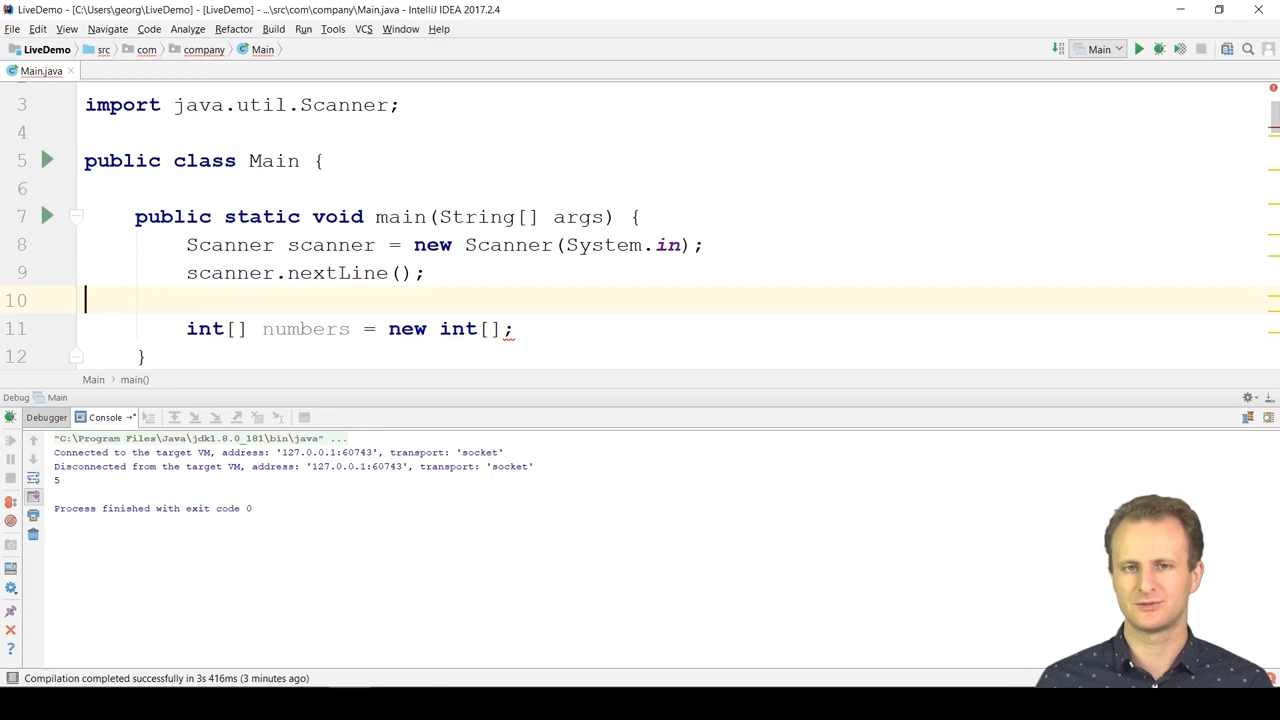 LiveDemo - [C:\Users\georg\LiveDemo] - [LiveDemo] - ...\src\com\company\Main.java - IntelliJ IDEA 2017.2.4
File Edit View Navigate Code Analyze Refactor Build Run Tools VCS Window Help
LiveDemo src com company Main Main
Main.java
3 import java.util.Scanner;
4
5 public class Main {
6
7 public static void main(String[] args) {
8 Scanner scanner = new Scanner(System.in);
9 scanner.nextLine();
10
11 int[] numbers = new int[];
12 }
Main main()
Debug Main
Debugger Console
"C:\Program Files\Java\jdk1.8.0_181\bin\java" ...
Connected to the target VM, address: '127.0.0.1:60743', transport: 'socket'
Disconnected from the target VM, address: '127.0.0.1:60743', transport: 'socket'
5
Process finished with exit code 0
Compilation completed successfully in 3s 416ms (3 minutes ago)